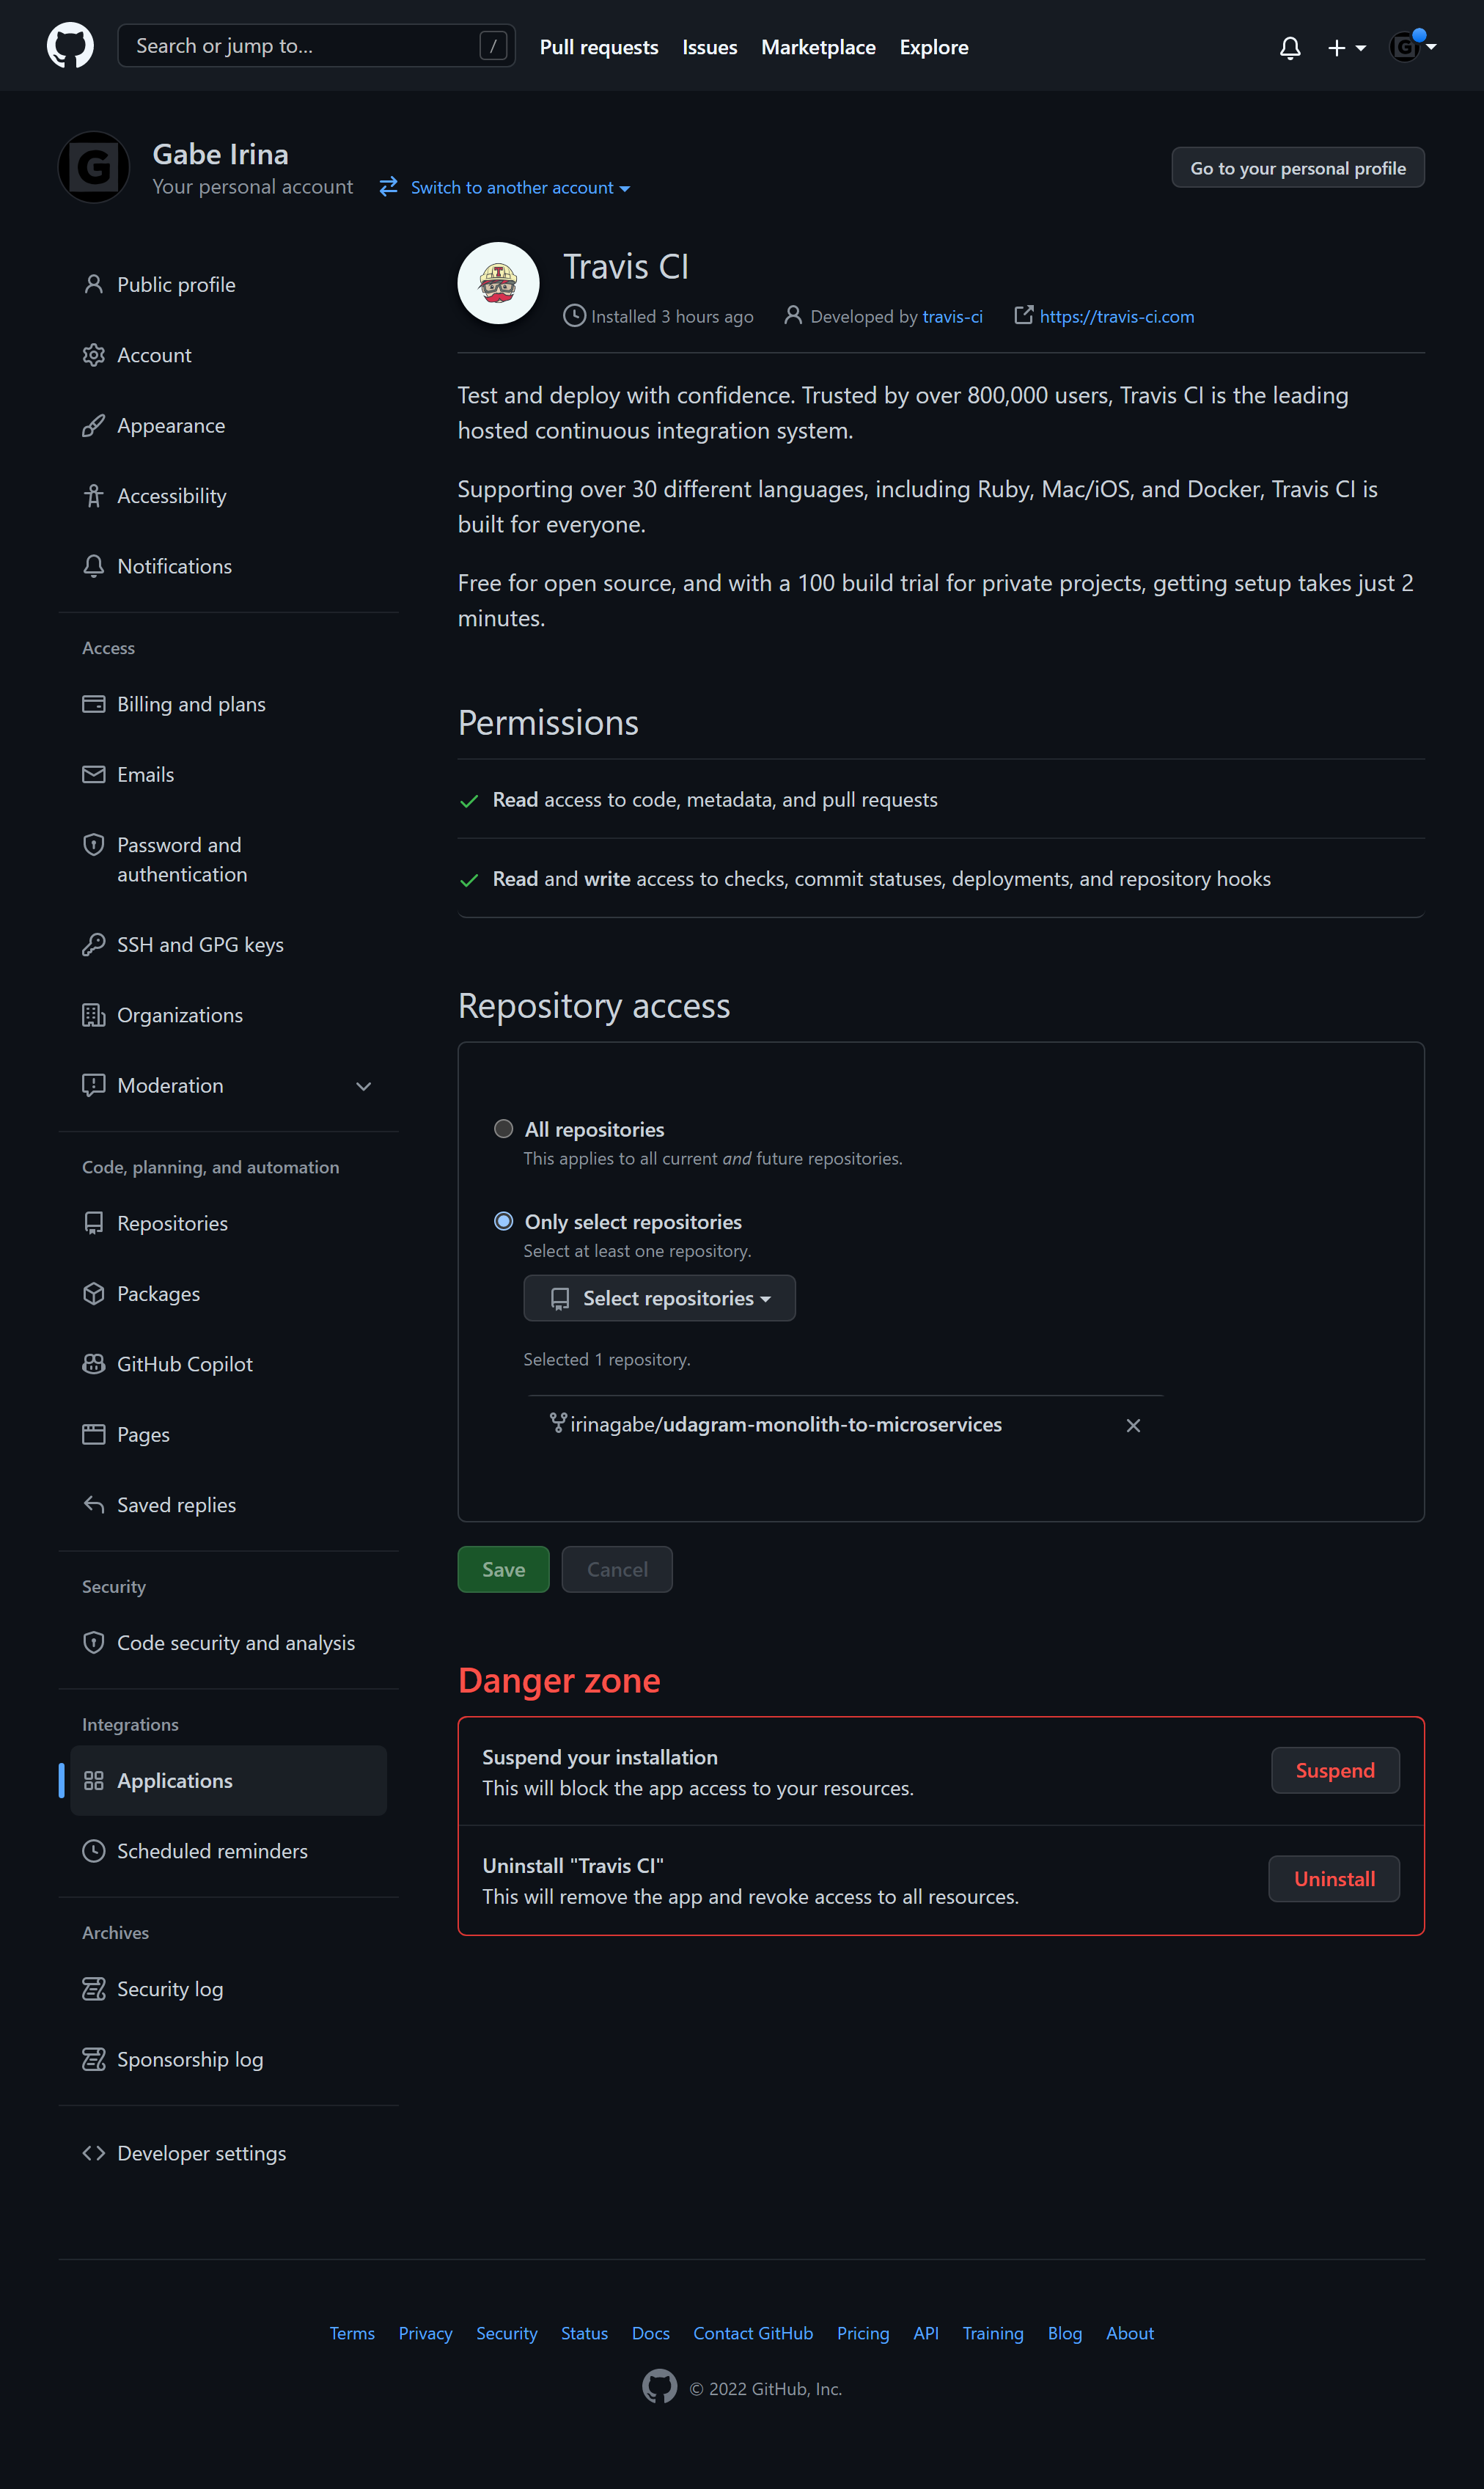 Search or jump to...
/
Pull requests
Issues
Marketplace
Explore
G
G
Gabe Irina
Your personal account
Switch to another account
Go to your personal profile
Public profile
Account
Appearance
Accessibility
Notifications
Access
Billing and plans
Emails
Password and
authentication
SSH and GPG keys
Organizations
Moderation
Code, planning, and automation
Repositories
Packages
GitHub Copilot
Pages
Saved replies
Security
Code security and analysis
Integrations
Applications
Scheduled reminders
Archives
Security log
Sponsorship log
Developer settings
T
Travis CI
Installed 3 hours ago
Developed by travis-ci
https://travis-ci.com
Test and deploy with confidence. Trusted by over 800,000 users, Travis CI is the leading
hosted continuous integration system.
Supporting over 30 different languages, including Ruby, Mac/iOS, and Docker, Travis CI is
built for everyone.
Free for open source, and with a 100 build trial for private projects, getting setup takes just 2
minutes.
Permissions
Read access to code, metadata, and pull requests
Read and write access to checks, commit statuses, deployments, and repository hooks
Repository access
All repositories
This applies to all current and future repositories.
Only select repositories
Select at least one repository.
Select repositories
Selected 1 repository.
irinagabe/udagram-monolith-to-microservices
Save
Cancel
Danger zone
Suspend your installation
This will block the app access to your resources.
Suspend
Uninstall "Travis CI"
This will remove the app and revoke access to all resources.
Uninstall
Terms
Privacy
Security
Status
Docs
Contact GitHub
Pricing
API
Training
Blog
About
© 2022 GitHub, Inc.